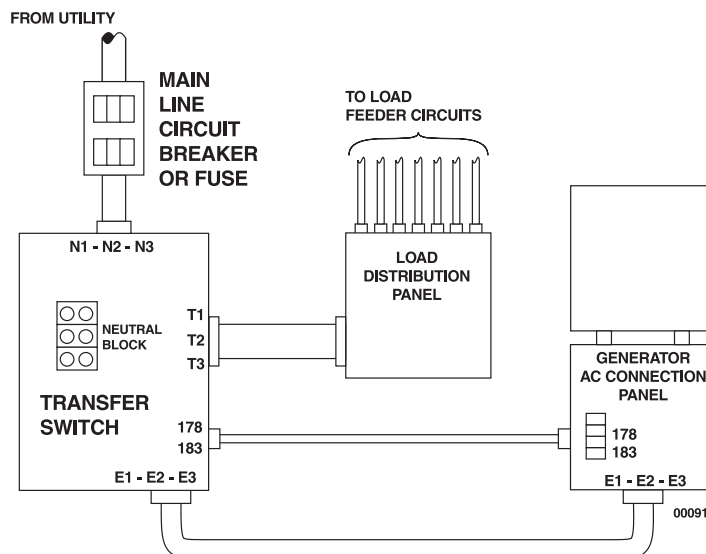 FROM UTILITY
MAIN
LINE
CIRCUIT
BREAKER
OR FUSE
TO LOAD
FEEDER CIRCUITS
N1 - N2 - N3
NEUTRAL
BLOCK
T1
T2
T3
LOAD
DISTRIBUTION
PANEL
TRANSFER
SWITCH
178
183
E1 - E2 - E3
GENERATOR
AC CONNECTION
PANEL
178
183
E1 - E2 - E3
00091